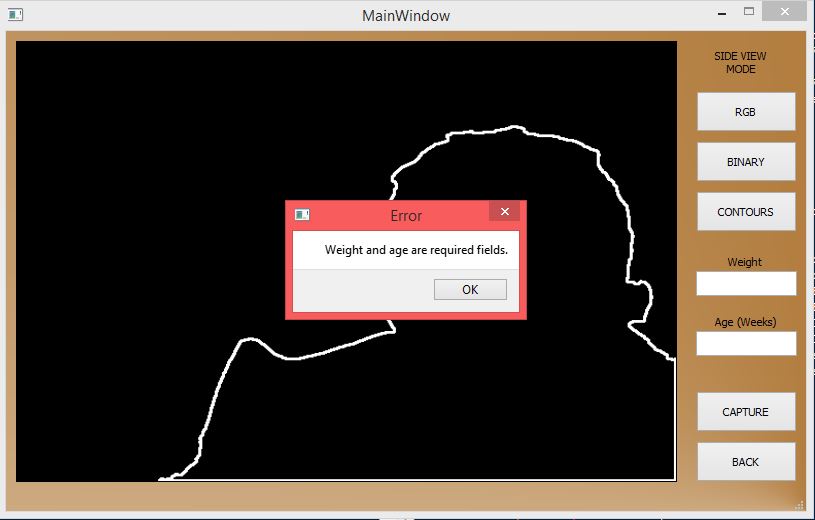 MainWindow
SIDE VIEW
MODE
RGB
BINARY
CONTOURS
Error
Weight and age are required fields.
OK
Weight
Age (Weeks)
CAPTURE
BACK